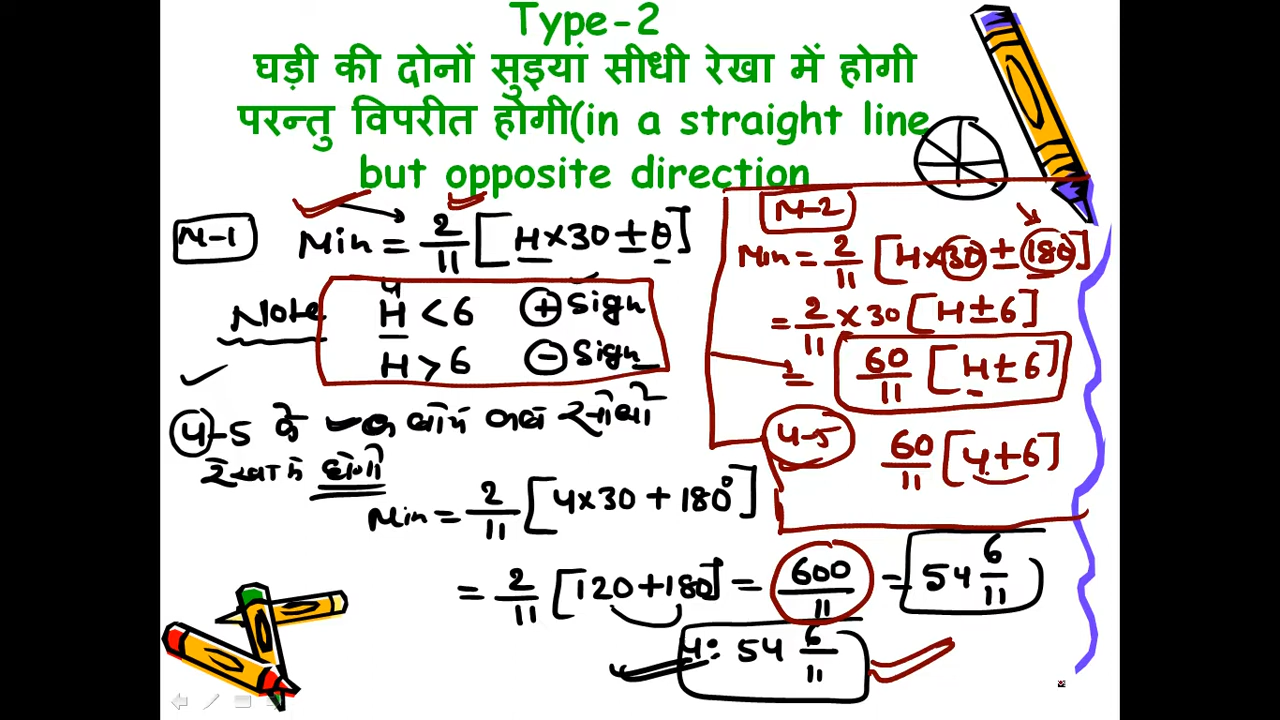 Type-2
घड़ी की दोनों सुइयां सीधी रेखा में होगी
परन्तु विपरीत होगी(in a straight line
but opposite direction
M-1 Min = 2/11 [H×30 ± θ]
Note H < 6 + Sign
H > 6 - Sign
4-5 के
रेखा में होगी
Min = 2/11 [4×30 + 180°]
= 2/11 [120 + 180] = 600/11 = 54 6/11
4: 54 6/11
M-2
Min = 2/11 [H×30 ± 180]
= 2/11 × 30 [H ± 6]
= 60/11 [H ± 6]
4-5 60/11 [4+6]